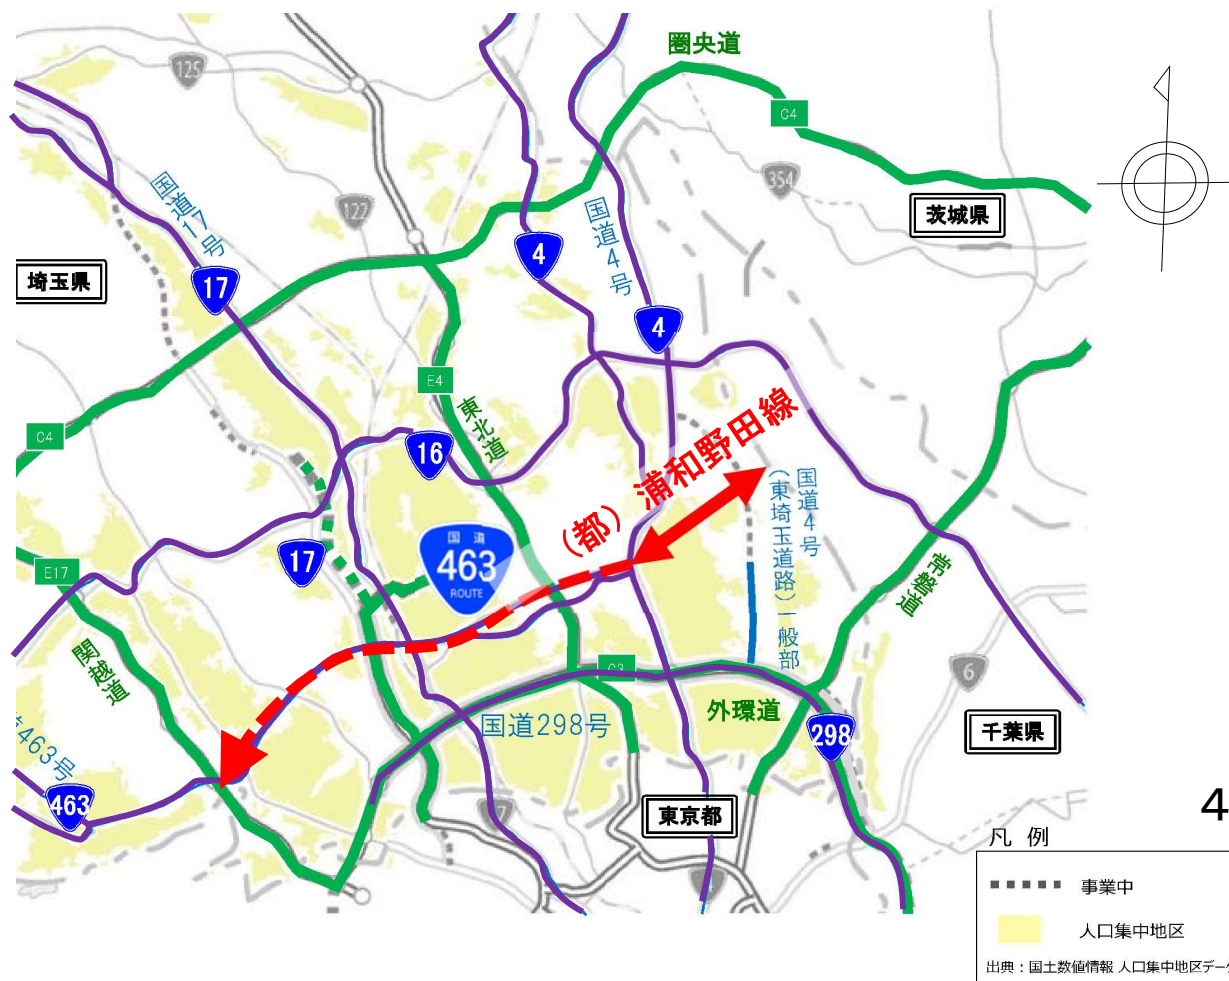 圏央道
125
C4
354
国道17号
122
国道4号
茨城県
4
埼玉県
17
4
E4
浦和野田線
(都)
東北道
C4
16
国道4号
(東埼玉道路)一般部
国道
463
ROUTE
17
E17
常磐道
関越道
C3
6
外環道
国道298号
298
千葉県
463号
463
東京都
4
凡 例
事業中
人口集中地区
出典：国土数値情報 人口集中地区デー